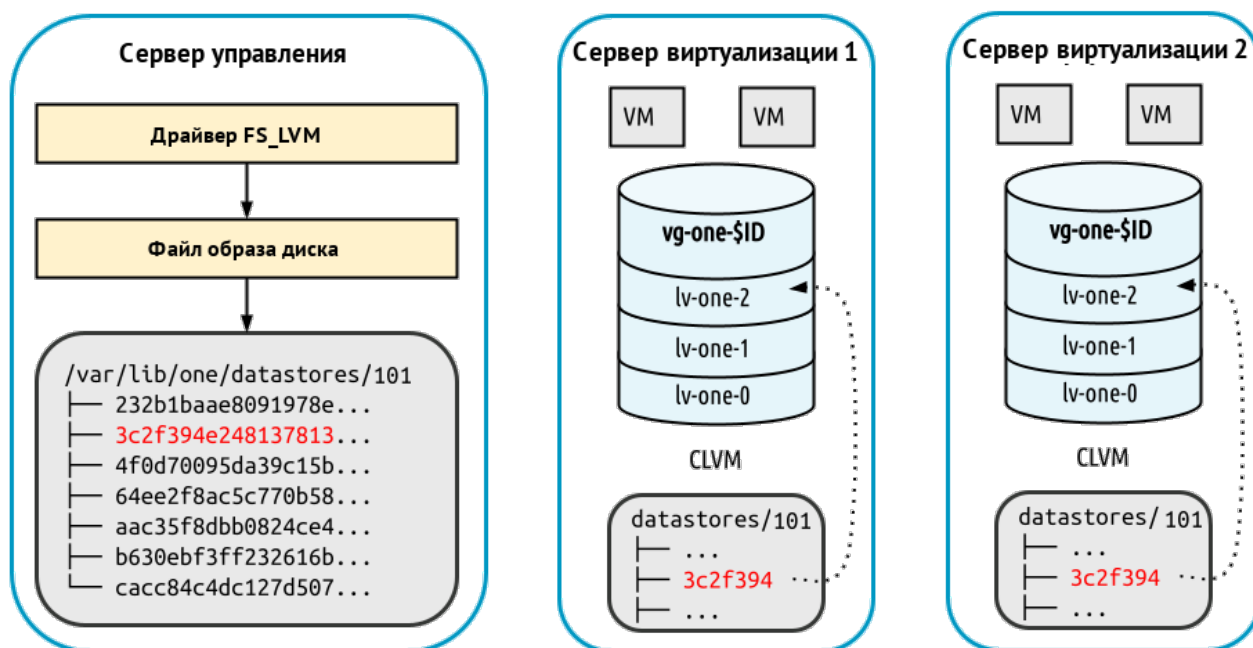 Сервер управления
Драйвер FS_LVM
Файл образа диска
/var/lib/one/datastores/101
├── 232b1baae8091978e...
├── 3c2f394e248137813...
├── 4f0d70095da39c15b...
├── 64ee2f8ac5c770b58...
├── aac35f8dbb0824ce4...
├── b630ebf3ff232616b...
└── cacc84c4dc127d507...
Сервер виртуализации 1
VM VM
vg-one-$ID
lv-one-2
lv-one-1
lv-one-0
CLVM
datastores/101
├── ...
├── 3c2f394
├── ...
Сервер виртуализации 2
VM VM
vg-one-$ID
lv-one-2
lv-one-1
lv-one-0
CLVM
datastores/101
├── ...
├── 3c2f394
├── ...